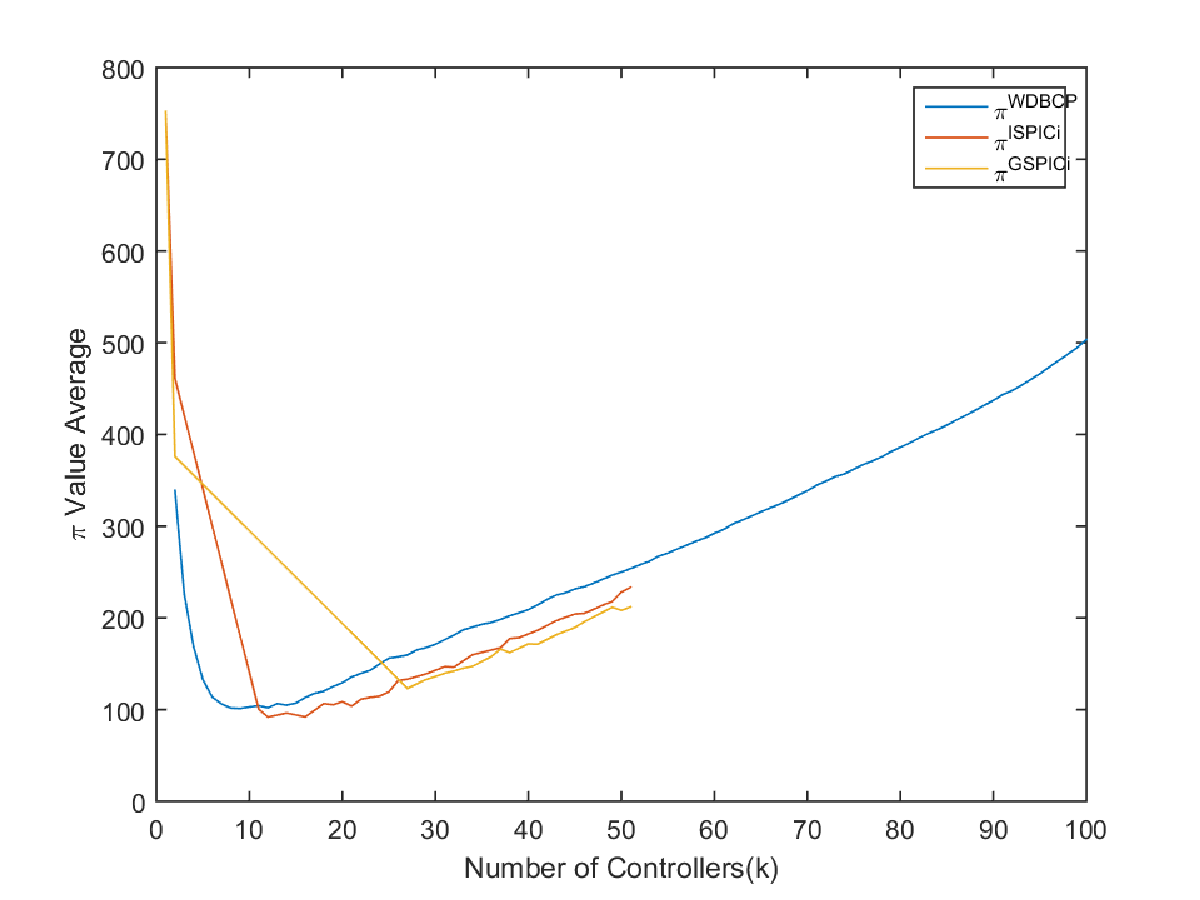 800
700
600
500
400
300
200
100
0
π Value Average
0 10 20 30 40 50 60 70 80 90 100
Number of Controllers(k)
π^WDBCP
π^ISPICi
π^GSPICi